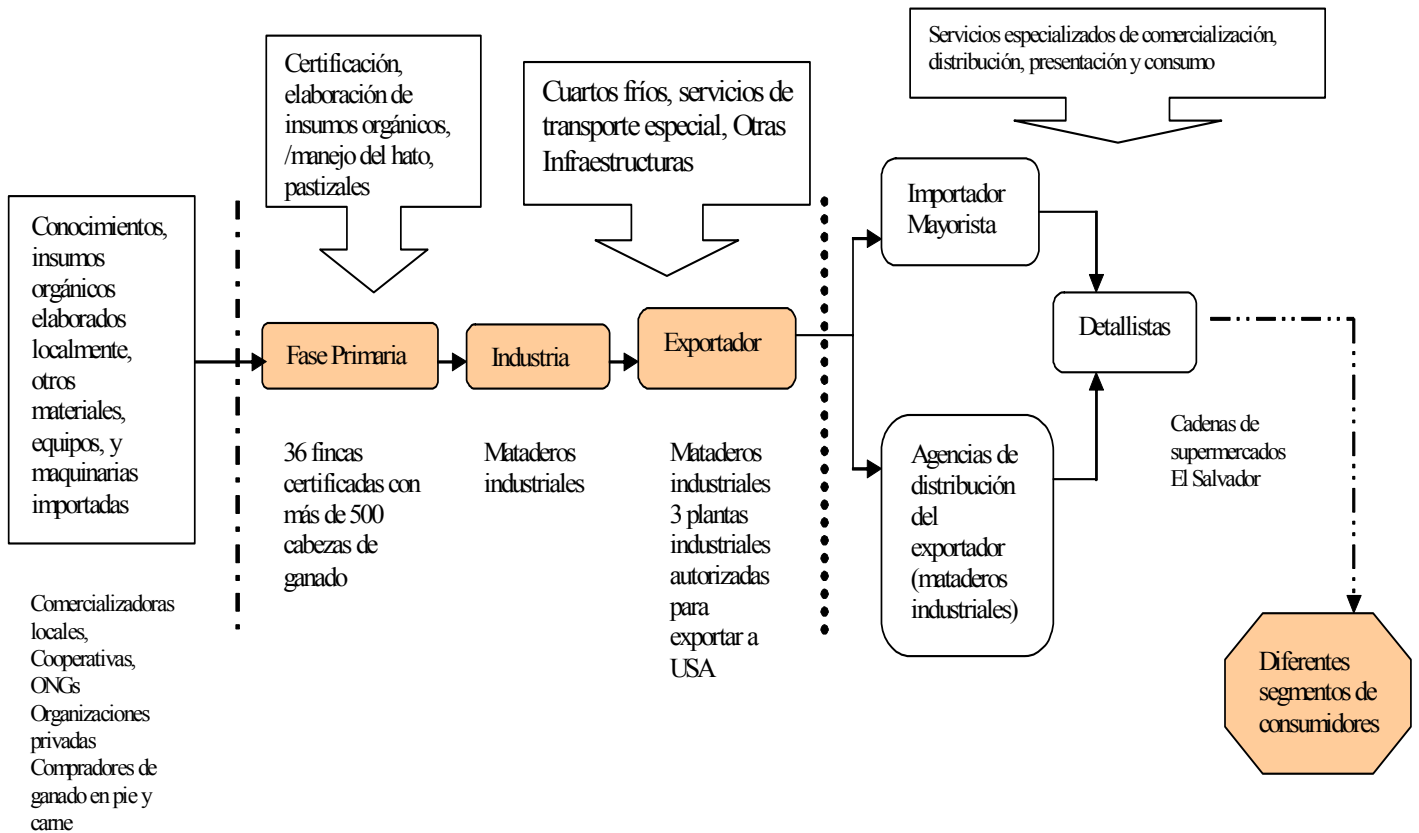 Servicios especializados de comercialización,
distribución, presentación y consumo
Certificación,
elaboración de
insumos orgánicos,
/manejo del hato,
pastizales
Cuartos fríos, servicios de
transporte especial, Otras
Infraestructuras
Conocimientos,
insumos
orgánicos
elaborados
localmente,
otros
materiales,
equipos, y
maquinarias
importadas
Fase Primaria
Industria
Exportador
Importador
Mayorista
Detallistas
36 fincas
certificadas con
más de 500
cabezas de
ganado
Mataderos
industriales
Mataderos
industriales
3 plantas
industriales
autorizadas
para
exportar a
USA
Agencias de
distribución
del
exportador
(mataderos
industriales)
Cadenas de
supermercados
El Salvador
Comercializadoras
locales,
Cooperativas,
ONGs
Organizaciones
privadas
Compradores de
ganado en pie y
carne
Diferentes
segmentos de
consumidores